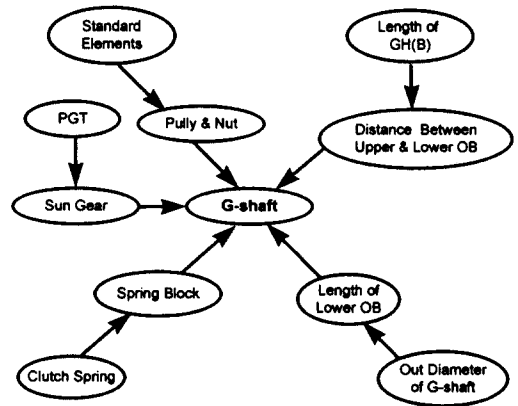 Standard
Elements
Length of
GH(B)
PGT
Pully & Nut
Distance Between
Upper & Lower OB
Sun Gear
G-shaft
Spring Block
Length of
Lower OB
Clutch Spring
Out Diameter
of G-shaft